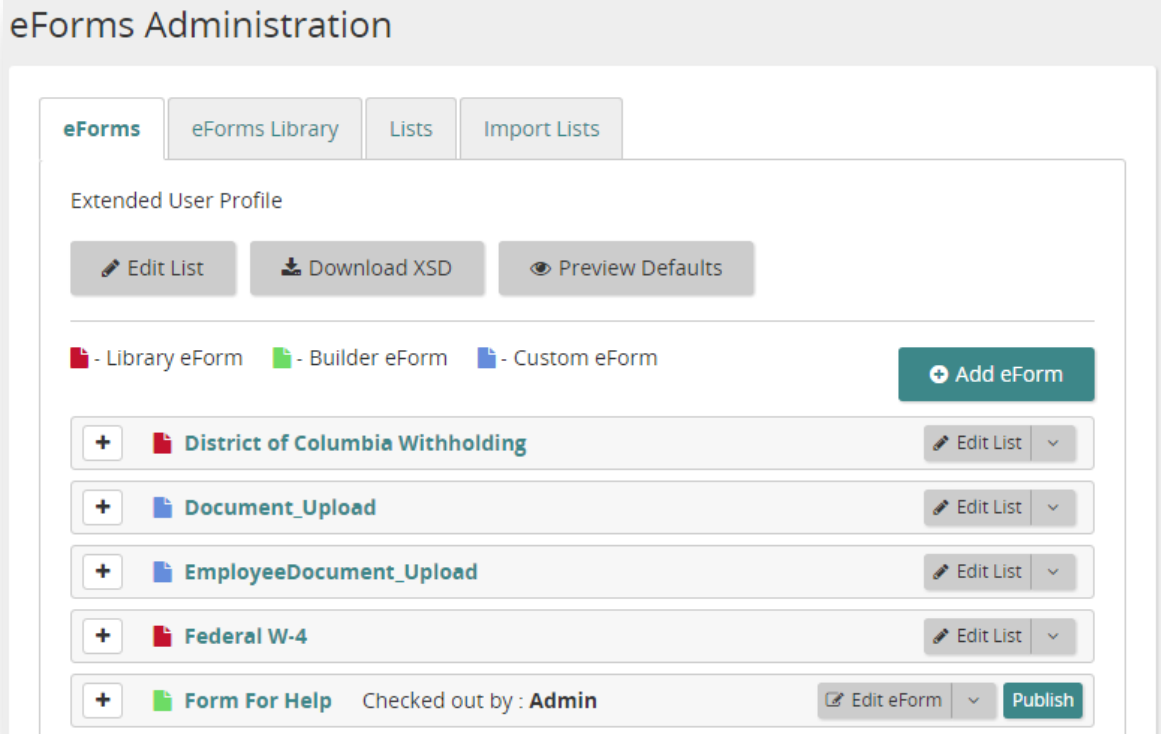 eForms Administration
eForms eForms Library Lists Import Lists
Extended User Profile
Edit List Download XSD Preview Defaults
- Library eForm - Builder eForm - Custom eForm
Add eForm
District of Columbia Withholding Edit List
Document_Upload Edit List
EmployeeDocument_Upload Edit List
Federal W-4 Edit List
Form For Help Checked out by : Admin Edit eForm Publish